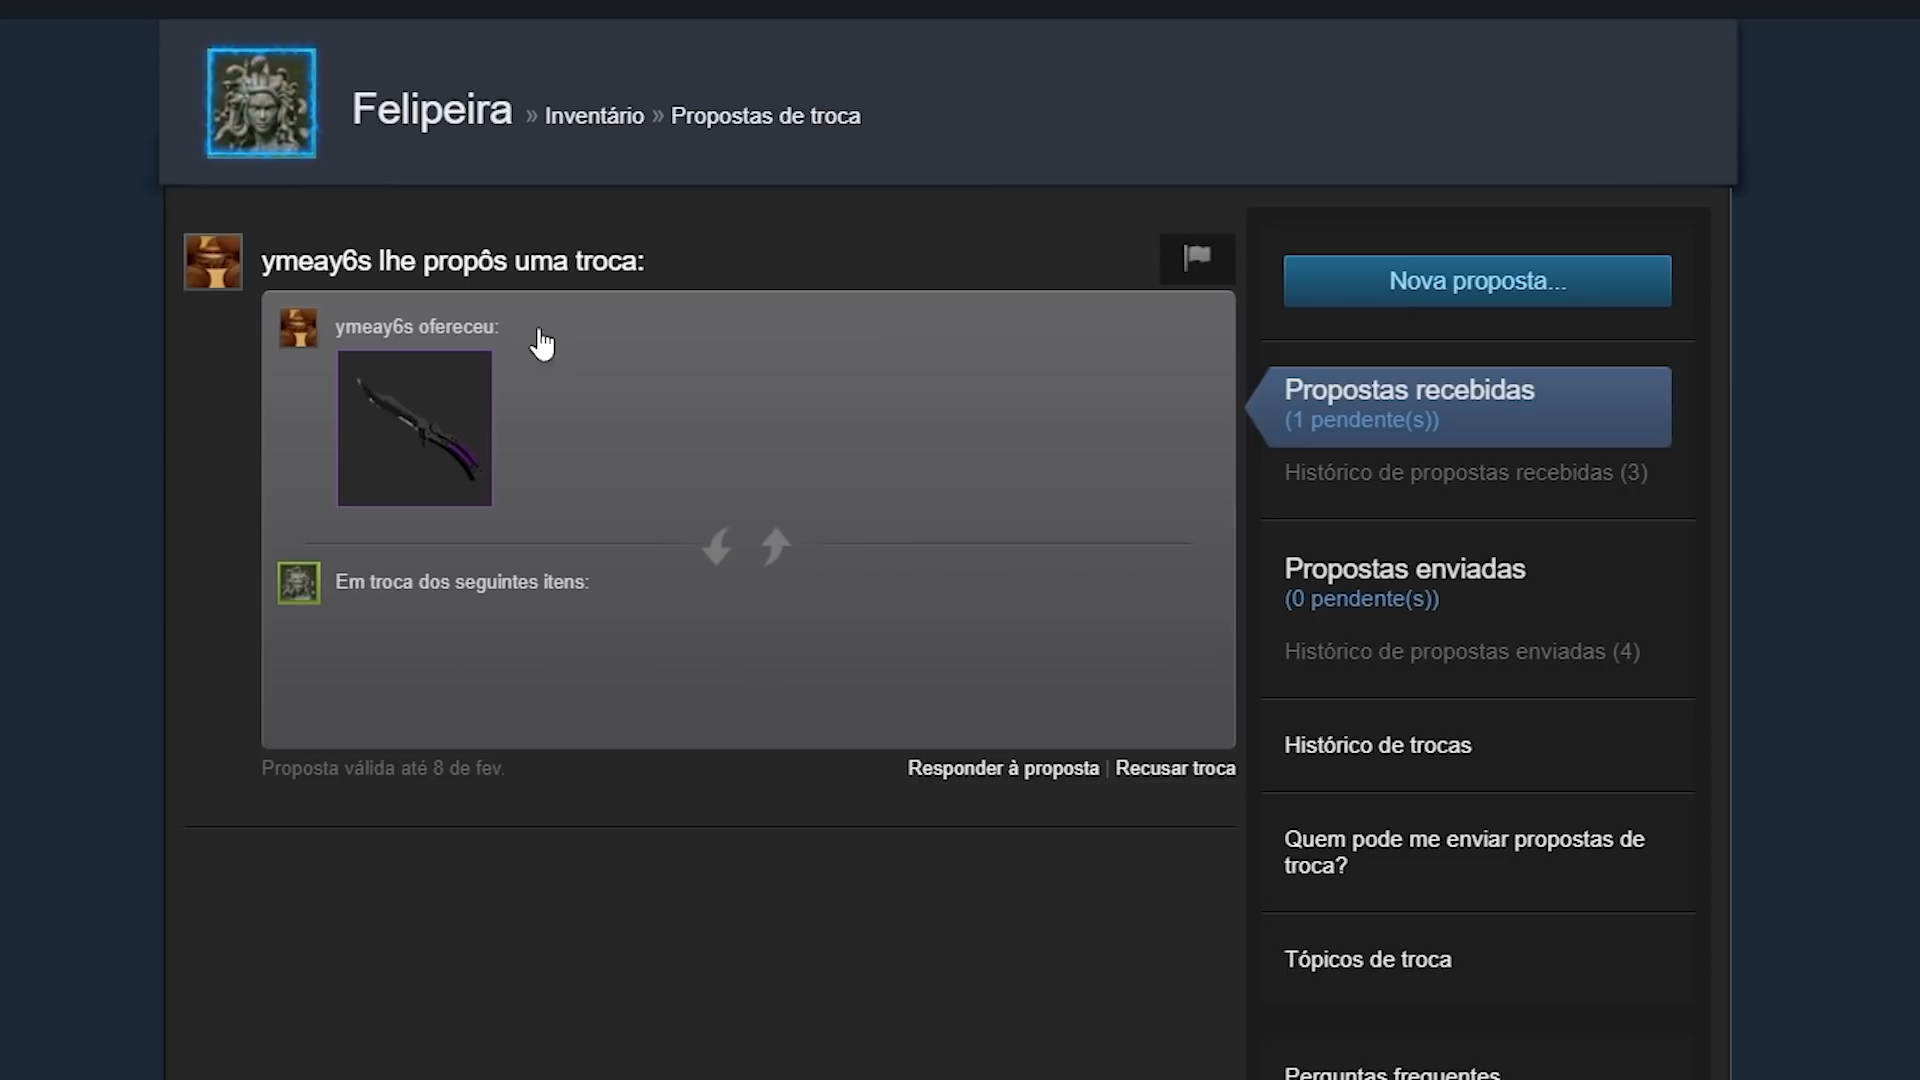 Felipeira » Inventário » Propostas de troca
ymeay6s lhe propôs uma troca:
ymeay6s ofereceu:
Em troca dos seguintes itens:
Proposta válida até 8 de fev.
Responder à proposta | Recusar troca
Nova proposta...
Propostas recebidas
(1 pendente(s))
Histórico de propostas recebidas (3)
Propostas enviadas
(0 pendente(s))
Histórico de propostas enviadas (4)
Histórico de trocas
Quem pode me enviar propostas de
troca?
Tópicos de troca
Perguntas frequentes